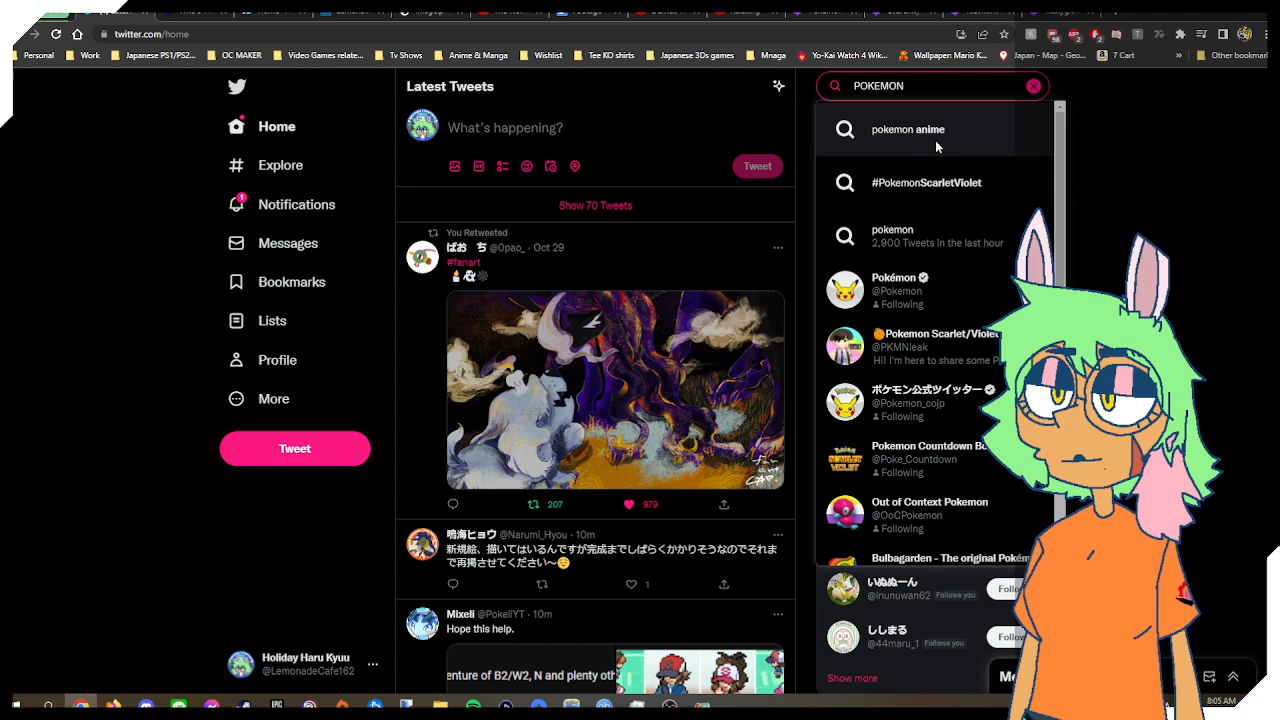 twitter.com/home
Personal
Work
Japanese PS1/PS2...
OC MAKER
Video Games relate...
Tv Shows
Anime & Manga
Wishlist
Tee KO shirts
Japanese 3Ds games
Mnaga
Yo-Kai Watch 4 Wik...
Wallpaper: Mario K...
Japan - Map - Geo...
7 Cart
»
Other bookmar
Home
Explore
1
Notifications
Messages
Bookmarks
Lists
Profile
More
Tweet
Holiday Haru Kyuu
@LemonadeCafe162
Latest Tweets
What's happening?
Tweet
Show 70 Tweets
You Retweeted
ぱお ち @0pao_ · Oct 29
#fanart
207
979
鳴海ヒョウ @Narumi_Hyou · 10m
新規絵、描いてはいるんですが完成までしばらくかかりそうなのでそれま
で再掲させてください〜😌
1
Mixeli @PokeliYT · 10m
Hope this help.
enture of B2/W2, N and plenty oth
POKEMON
pokemon anime
#PokemonScarletViolet
pokemon
2,900 Tweets in the last hour
Pokémon
@Pokemon
Following
Pokemon Scarlet/Violet
@PKMNleak
HI! I'm here to share some P
ポケモン公式ツイッター
@Pokemon_cojp
Following
Pokemon Countdown Bo
@Poke_Countdown
Following
Out of Context Pokemon
@OoCPokemon
Following
Bulbagarden - The original Pokém
いぬぬーん
@inunuwan62 Follows you
Follo
ししまる
@44maru_1 Follows you
Follow
Show more
Me
8:05 AM